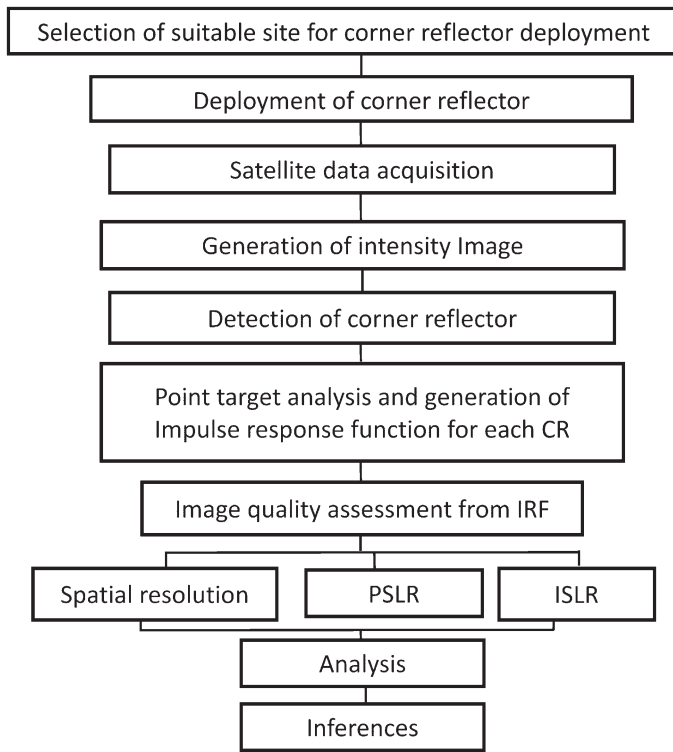 Selection of suitable site for corner reflector deployment
Deployment of corner reflector
Satellite data acquisition
Generation of intensity Image
Detection of corner reflector
Point target analysis and generation of
Impulse response function for each CR
Image quality assessment from IRF
Spatial resolution
PSLR
ISLR
Analysis
Inferences